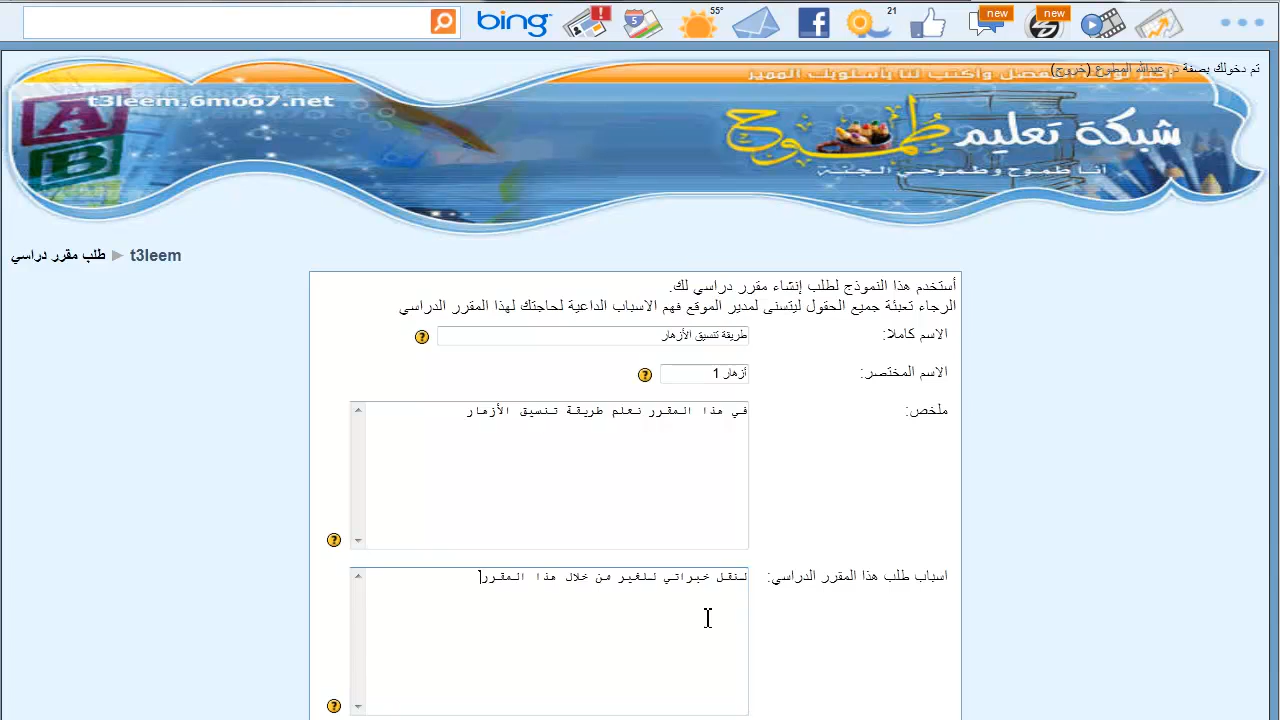 bing
55°
21
new
new
تم دخولك بصفة د. عبدالله المطوع (خروج)
t3leem.6moo7.net
شبكة تعليم طموح
أنا طموح وطموحي الجنة
t3leem ► طلب مقرر دراسي
أستخدم هذا النموذج لطلب إنشاء مقرر دراسي لك.
الرجاء تعبئة جميع الحقول ليتسنى لمدير الموقع فهم الاسباب الداعية لحاجتك لهذا المقرر الدراسي
الاسم كاملا: طريقة تنسيق الأزهار
الاسم المختصر: أزهار 1
ملخص: في هذا المقرر نعلم طريقة تنسيق الأزهار
اسباب طلب هذا المقرر الدراسي: لنقل خبراتي للغير من خلال هذا المقرر